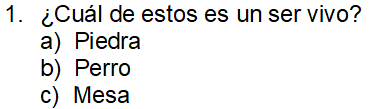 1. ¿Cuál de estos es un ser vivo?
a) Piedra
b) Perro
c) Mesa